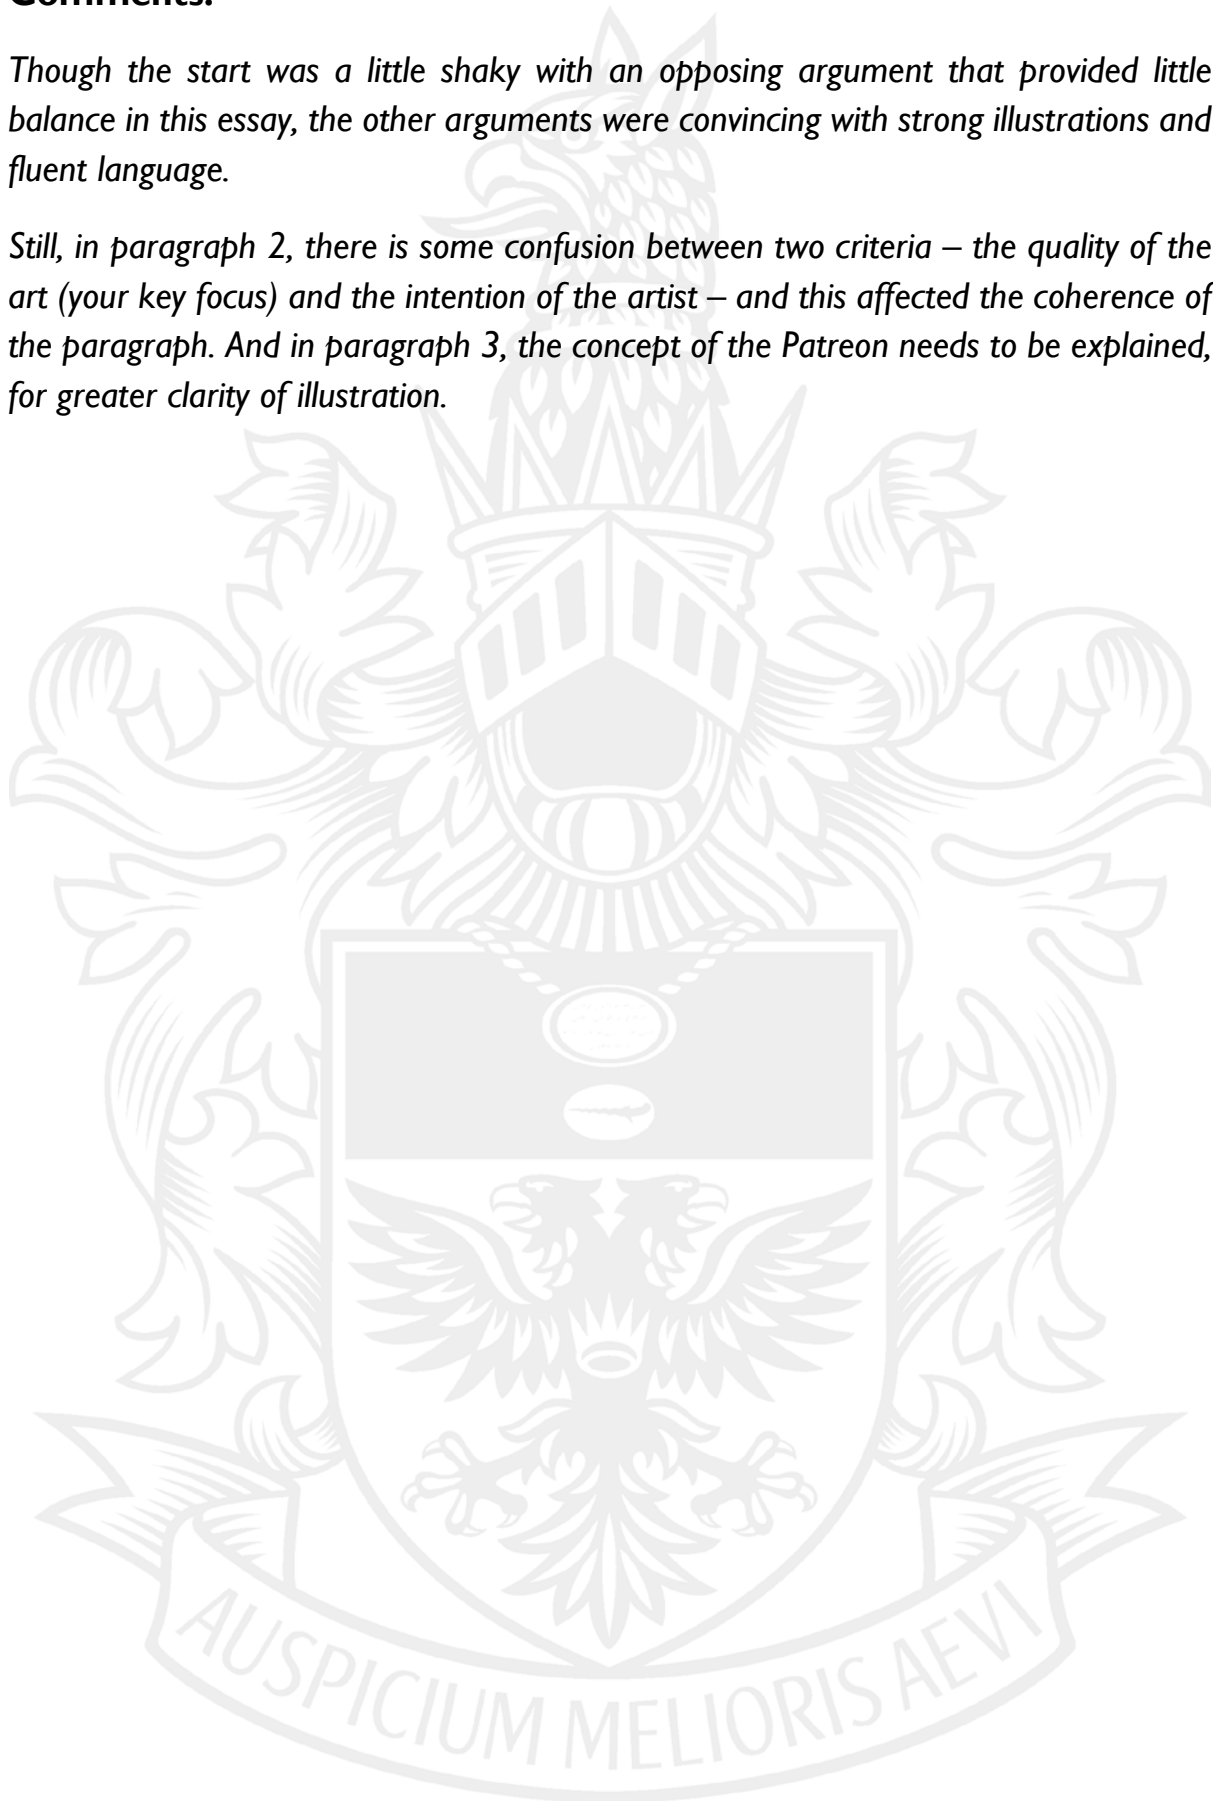 Comments:
Though the start was a little shaky with an opposing argument that provided little
balance in this essay, the other arguments were convincing with strong illustrations and
fluent language.
Still, in paragraph 2, there is some confusion between two criteria – the quality of the
art (your key focus) and the intention of the artist – and this affected the coherence of
the paragraph. And in paragraph 3, the concept of the Patreon needs to be explained,
for greater clarity of illustration.
AUSPICIUM MELIORIS AEVI